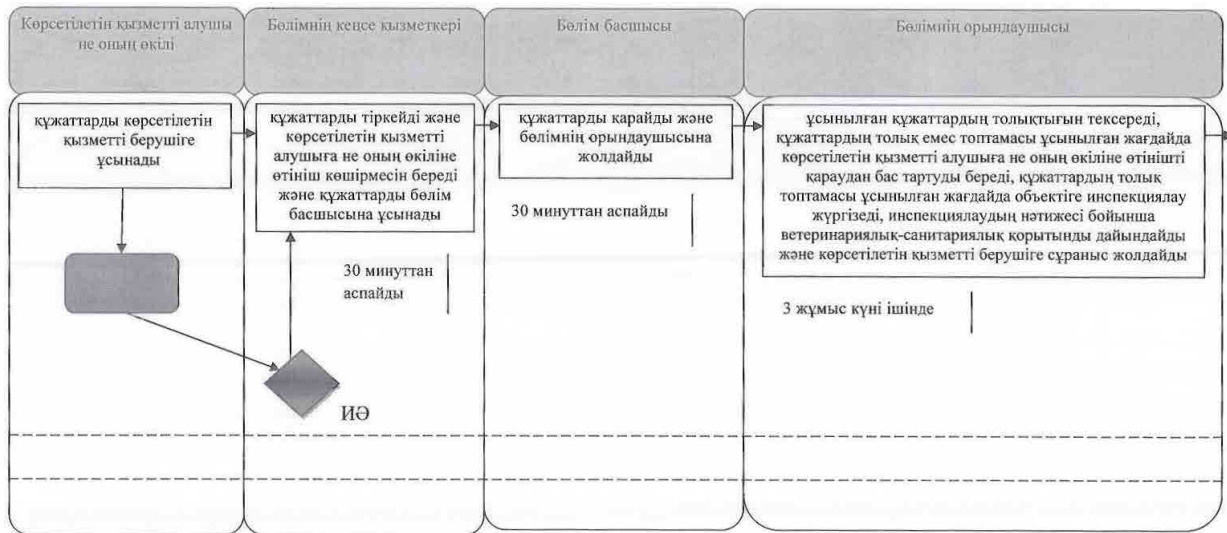 Көрсетілетін қызметті алушы
не оның өкілі
Бөлімнің кеңсе қызметкері
Бөлім басшысы
Бөлімнің орындаушысы
құжаттарды көрсетілетін
қызметті берушіге
ұсынады
құжаттарды тіркейді және
көрсетілетін қызметті
алушыға не оның өкіліне
өтініш көшірмесін береді
және құжаттарды бөлім
басшысына ұсынады
30 минуттан
аспайды
ИӘ
құжаттарды қарайды және
бөлімнің орындаушысына
жолдайды
30 минуттан аспайды
ұсынылған құжаттардың толықтығын тексереді,
құжаттардың толық емес топтамасы ұсынылған жағдайда
көрсетілетін қызметті алушыға не оның өкіліне өтінішті
қараудан бас тартуды береді, құжаттардың толық
топтамасы ұсынылған жағдайда объектіге инспекциялау
жүргізеді, инспекциялаудың нәтижесі бойынша
ветеринариялық-санитариялық қорытынды дайындайды
және көрсетілетін қызметті берушіге сұраныс жолдайды
3 жұмыс күні ішінде